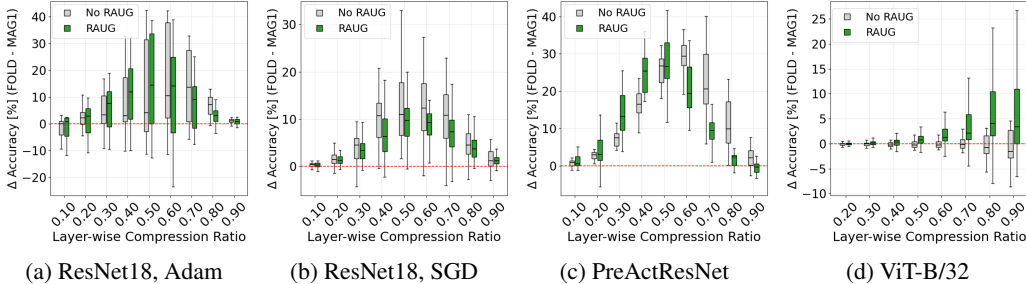 Δ Accuracy [%] (FOLD - MAG1)
40
30
20
10
0
−10
−20
No RAUG
RAUG
0.10 0.20 0.30 0.40 0.50 0.60 0.70 0.80 0.90
Layer-wise Compression Ratio
(a) ResNet18, Adam
Δ Accuracy [%] (FOLD - MAG1)
30
20
10
0
No RAUG
RAUG
0.10 0.20 0.30 0.40 0.50 0.60 0.70 0.80 0.90
Layer-wise Compression Ratio
(b) ResNet18, SGD
Δ Accuracy [%] (FOLD - MAG1)
40
30
20
10
0
No RAUG
RAUG
0.10 0.20 0.30 0.40 0.50 0.60 0.70 0.80 0.90
Layer-wise Compression Ratio
(c) PreActResNet
Δ Accuracy [%] (FOLD - MAG1)
25
20
15
10
5
0
−5
−10
No RAUG
RAUG
0.20 0.30 0.40 0.50 0.60 0.70 0.80 0.90
Layer-wise Compression Ratio
(d) ViT-B/32